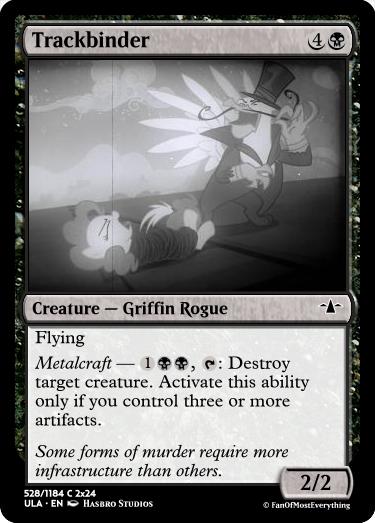 Trackbinder 4
Creature — Griffin Rogue
Flying
Metalcraft — 1, : Destroy
target creature. Activate this ability
only if you control three or more
artifacts.
Some forms of murder require more
infrastructure than others.
2/2
528/1184 C 2x24
ULA • EN Hasbro Studios
© FanOfMostEverything